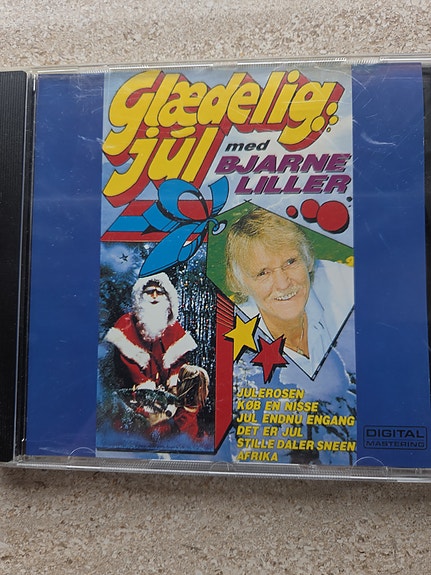 Glædelig
júl
med
BJARNE
LILLER
JULEROSEN
KØB EN NISSE
JUL ENDNU ENGANG
DET ER JUL
STILLE DALER SNEEN
AFRIKA
DIGITAL
MASTERING